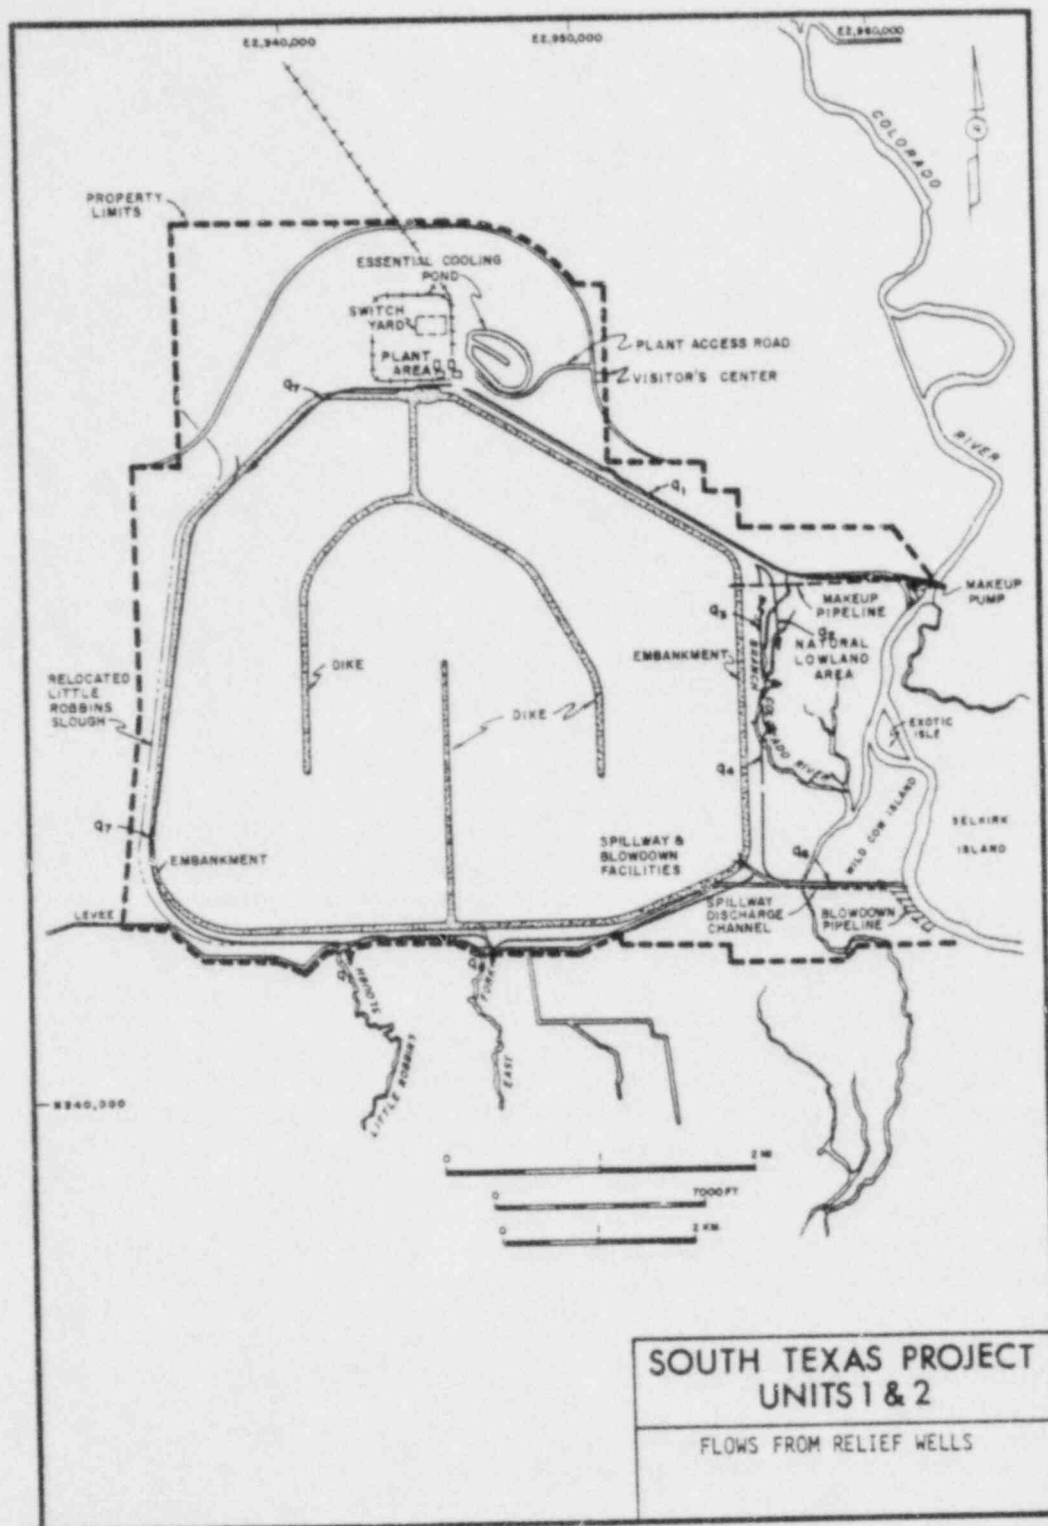 E2,940,000
E2,950,000
E2,960,000
COLORADO
RIVER
PROPERTY
LIMITS
ESSENTIAL COOLING
POND
SWITCH
YARD
PLANT
AREA
PLANT ACCESS ROAD
VISITOR'S CENTER
q7
q1
MAKEUP
PUMP
MAKEUP
PIPELINE
q3
NATURAL
LOWLAND
AREA
EMBANKMENT
BRANCH
COLORADO RIVER
DIKE
DIKE
RELOCATED
LITTLE
ROBBINS
SLOUGH
EXOTIC
ISLE
q4
WILD COW ISLAND
SELKIRK
ISLAND
q7
EMBANKMENT
SPILLWAY &
BLOWDOWN
FACILITIES
LEVEE
SPILLWAY
DISCHARGE
CHANNEL
BLOWDOWN
PIPELINE
LITTLE ROBBINS
SLOUGH
EAST
FORK
N340,000
0 1 2 MI
0 7000 FT.
0 1 2 KM.
SOUTH TEXAS PROJECT
UNITS 1 & 2
FLOWS FROM RELIEF WELLS